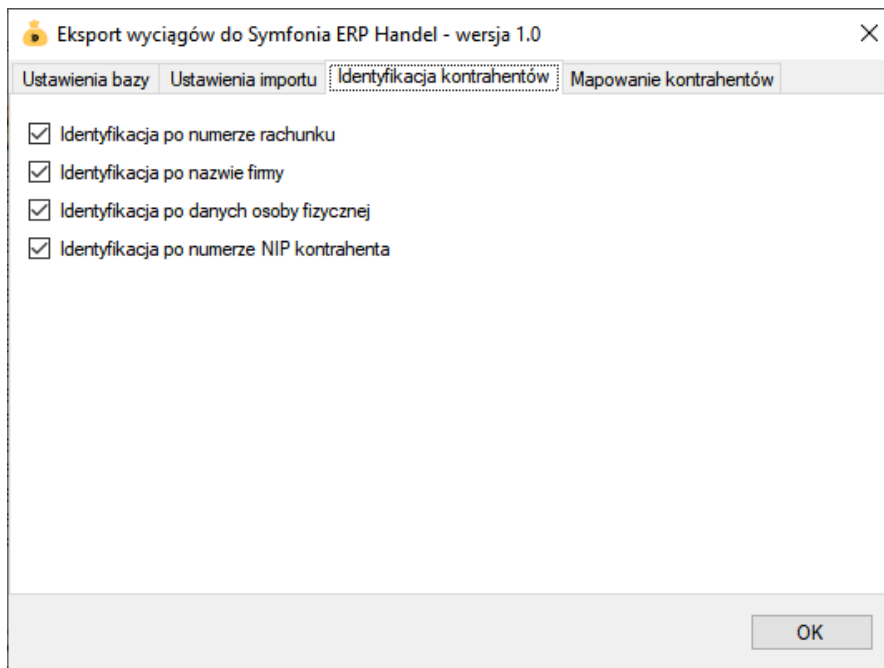 Eksport wyciągów do Symfonia ERP Handel - wersja 1.0
Ustawienia bazy Ustawienia importu Identyfikacja kontrahentów Mapowanie kontrahentów
Identyfikacja po numerze rachunku
Identyfikacja po nazwie firmy
Identyfikacja po danych osoby fizycznej
Identyfikacja po numerze NIP kontrahenta
OK